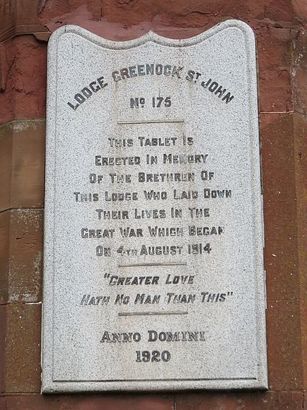 LODGE GREENOCK ST. JOHN
No 175
THIS TABLET IS
ERECTED IN MEMORY
OF THE BRETHREN OF
THIS LODGE WHO LAID DOWN
THEIR LIVES IN THE
GREAT WAR WHICH BEGAN
ON 4TH AUGUST 1914
"GREATER LOVE
HATH NO MAN THAN THIS"
ANNO DOMINI
1920